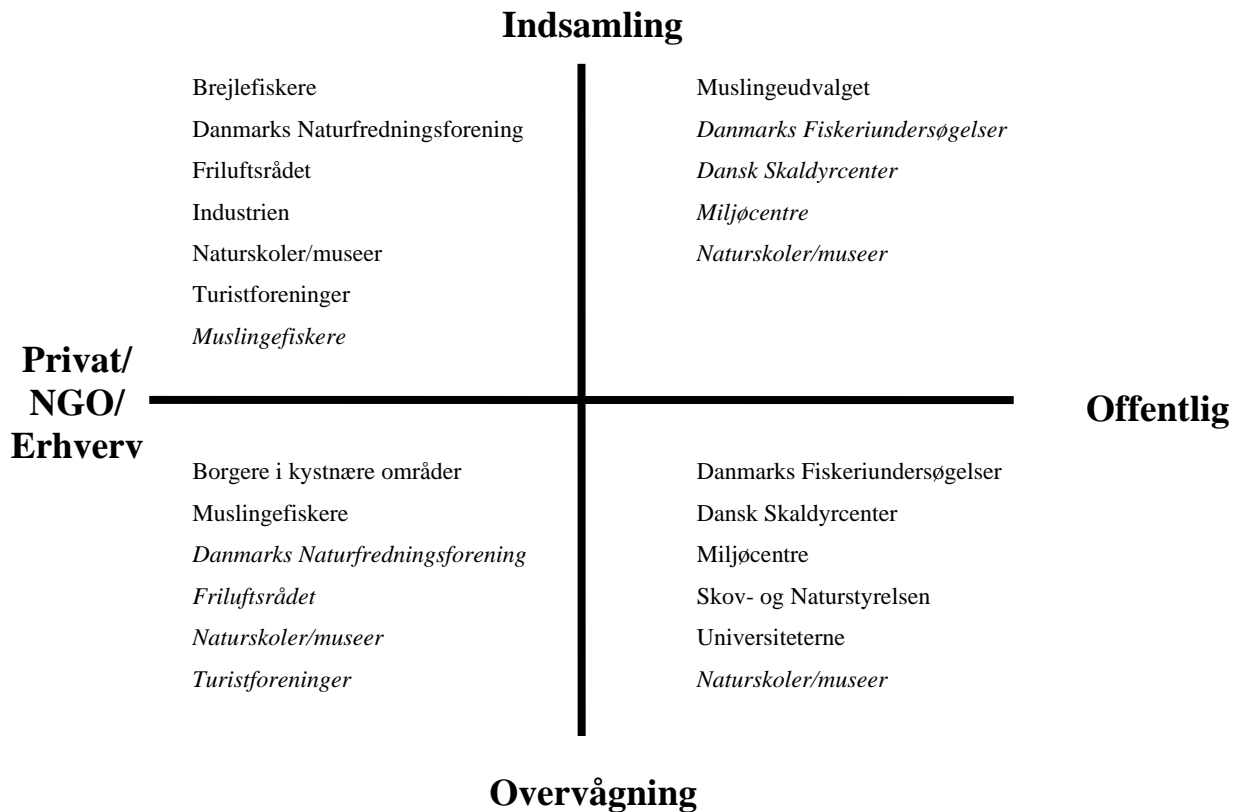 Indsamling
Brejlefiskere
Danmarks Naturfredningsforening
Friluftsrådet
Industrien
Naturskoler/museer
Turistforeninger
Muslingefiskere
Muslingeudvalget
Danmarks Fiskeriundersøgelser
Dansk Skaldyrcenter
Miljøcentre
Naturskoler/museer
Privat/
NGO/
Erhverv
Offentlig
Borgere i kystnære områder
Muslingefiskere
Danmarks Naturfredningsforening
Friluftsrådet
Naturskoler/museer
Turistforeninger
Danmarks Fiskeriundersøgelser
Dansk Skaldyrcenter
Miljøcentre
Skov- og Naturstyrelsen
Universiteterne
Naturskoler/museer
Overvågning